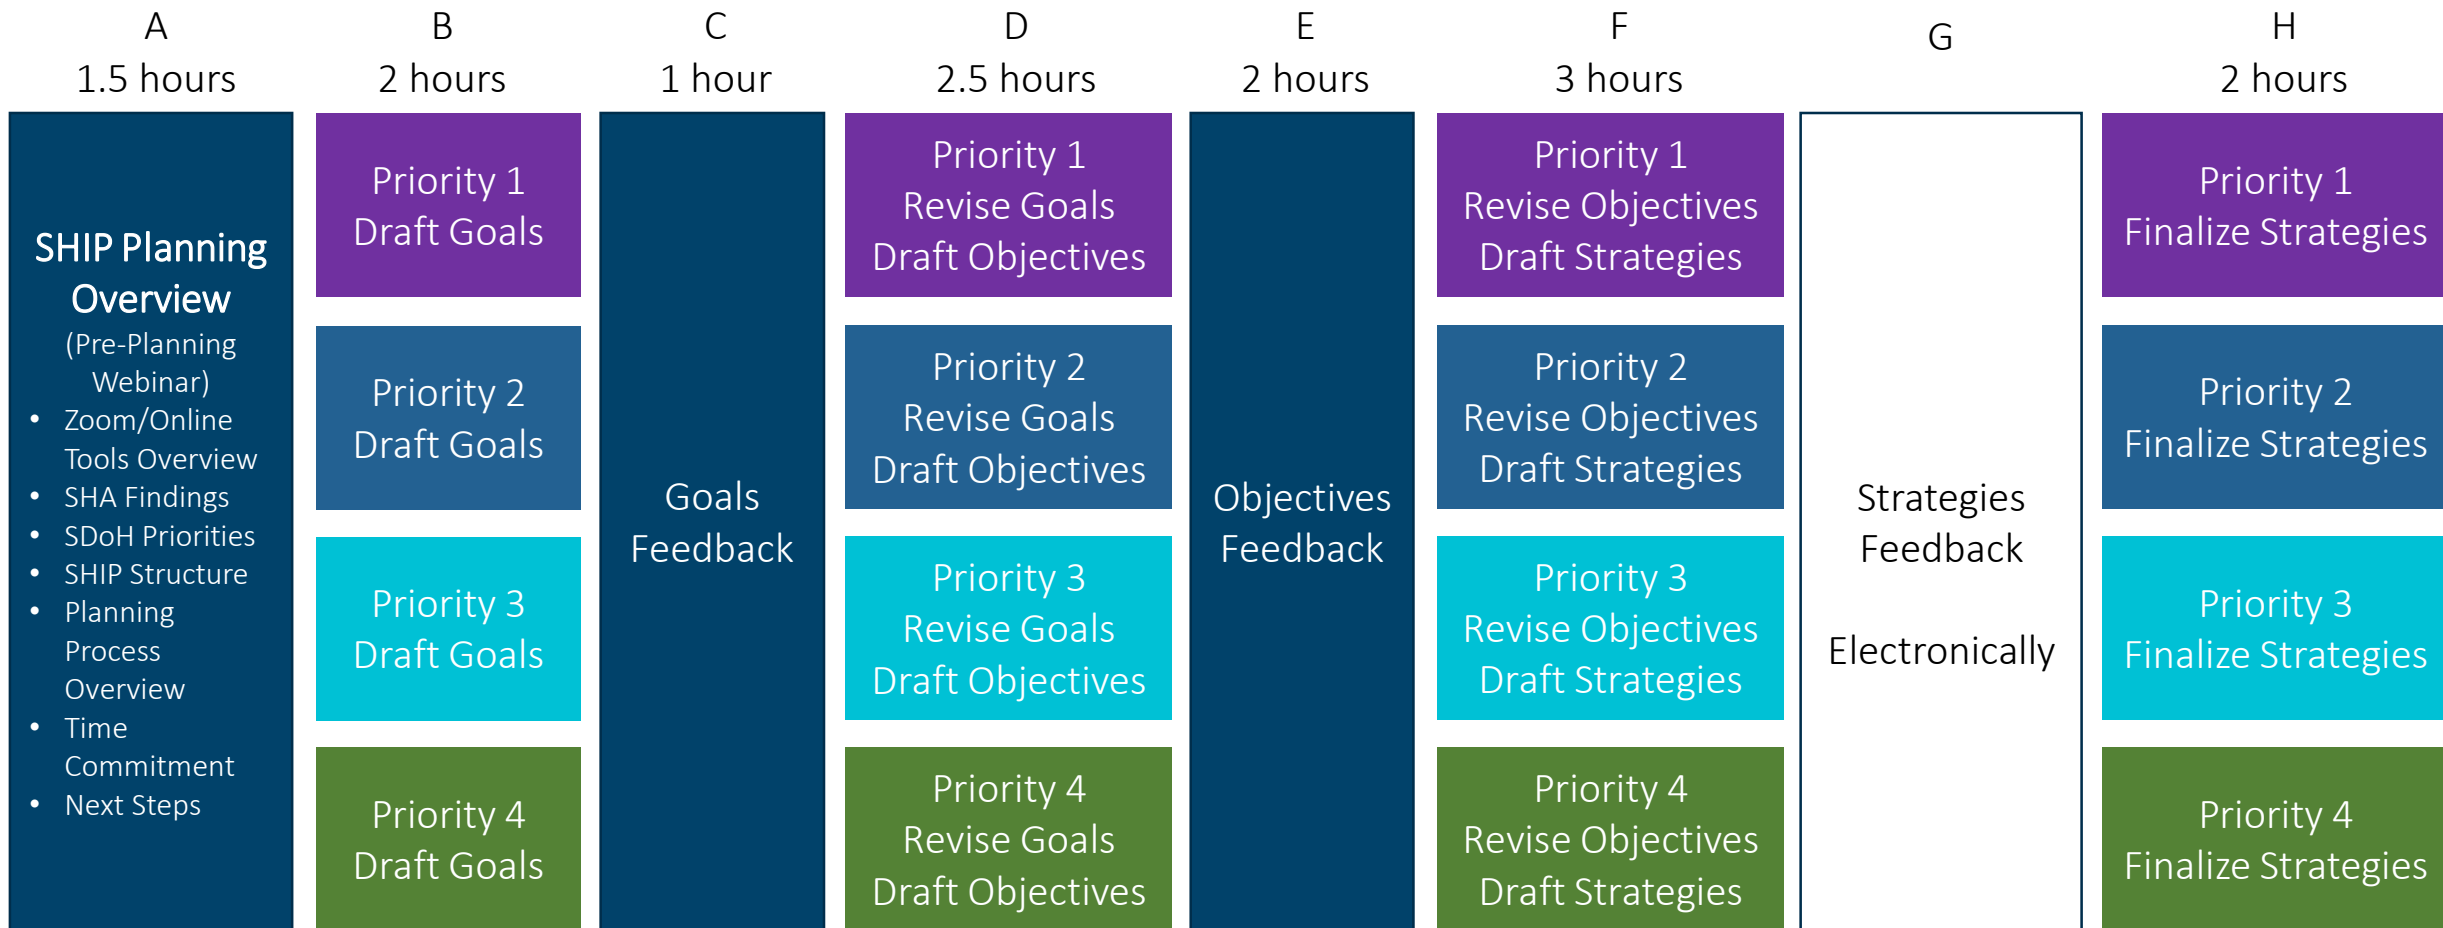 A
1.5 hours
B
2 hours
C
1 hour
D
2.5 hours
E
2 hours
F
3 hours
G
H
2 hours
SHIP Planning
Overview
(Pre-Planning
Webinar)
• Zoom/Online
Tools Overview
• SHA Findings
• SDoH Priorities
• SHIP Structure
• Planning
Process
Overview
• Time
Commitment
• Next Steps
Priority 1
Draft Goals
Priority 2
Draft Goals
Priority 3
Draft Goals
Priority 4
Draft Goals
Goals
Feedback
Priority 1
Revise Goals
Draft Objectives
Priority 2
Revise Goals
Draft Objectives
Priority 3
Revise Goals
Draft Objectives
Priority 4
Revise Goals
Draft Objectives
Objectives
Feedback
Priority 1
Revise Objectives
Draft Strategies
Priority 2
Revise Objectives
Draft Strategies
Priority 3
Revise Objectives
Draft Strategies
Priority 4
Revise Objectives
Draft Strategies
Strategies
Feedback
Electronically
Priority 1
Finalize Strategies
Priority 2
Finalize Strategies
Priority 3
Finalize Strategies
Priority 4
Finalize Strategies